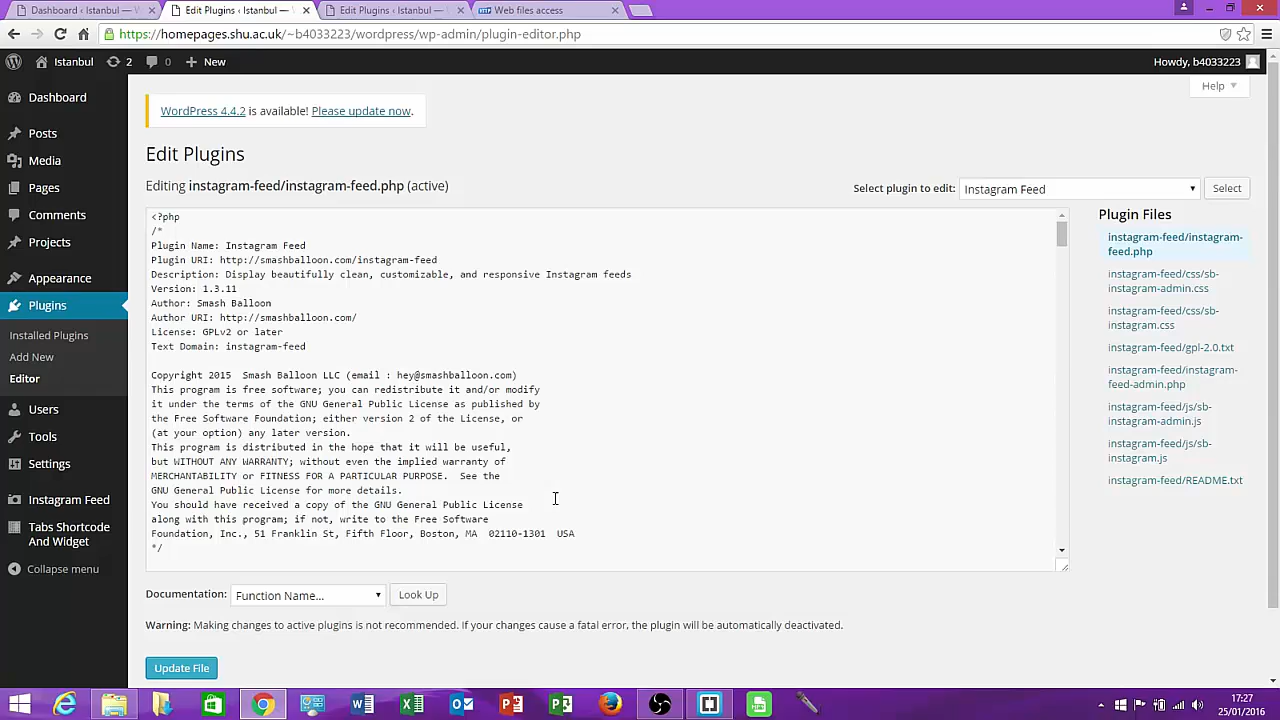 Dashboard ‹ Istanbul —
Edit Plugins ‹ Istanbul —
Edit Plugins ‹ Istanbul —
Web files access
https://homepages.shu.ac.uk/~b4033223/wordpress/wp-admin/plugin-editor.php
Istanbul
2
0
New
Howdy, b4033223
Help
Dashboard
Posts
Media
Pages
Comments
Projects
Appearance
Plugins
Installed Plugins
Add New
Editor
Users
Tools
Settings
Instagram Feed
Tabs Shortcode
And Widget
Collapse menu
WordPress 4.4.2 is available! Please update now.
Edit Plugins
Editing instagram-feed/instagram-feed.php (active)
Select plugin to edit:
Instagram Feed
Select
<?php
/*
Plugin Name: Instagram Feed
Plugin URI: http://smashballoon.com/instagram-feed
Description: Display beautifully clean, customizable, and responsive Instagram feeds
Version: 1.3.11
Author: Smash Balloon
Author URI: http://smashballoon.com/
License: GPLv2 or later
Text Domain: instagram-feed
Copyright 2015  Smash Balloon LLC (email : hey@smashballoon.com)
This program is free software; you can redistribute it and/or modify
it under the terms of the GNU General Public License as published by
the Free Software Foundation; either version 2 of the License, or
(at your option) any later version.
This program is distributed in the hope that it will be useful,
but WITHOUT ANY WARRANTY; without even the implied warranty of
MERCHANTABILITY or FITNESS FOR A PARTICULAR PURPOSE.  See the
GNU General Public License for more details.
You should have received a copy of the GNU General Public License
along with this program; if not, write to the Free Software
Foundation, Inc., 51 Franklin St, Fifth Floor, Boston, MA  02110-1301  USA
*/
Plugin Files
instagram-feed/instagram-
feed.php
instagram-feed/css/sb-
instagram-admin.css
instagram-feed/css/sb-
instagram.css
instagram-feed/gpl-2.0.txt
instagram-feed/instagram-
feed-admin.php
instagram-feed/js/sb-
instagram-admin.js
instagram-feed/js/sb-
instagram.js
instagram-feed/README.txt
Documentation:
Function Name...
Look Up
Warning: Making changes to active plugins is not recommended. If your changes cause a fatal error, the plugin will be automatically deactivated.
Update File
17:27
25/01/2016